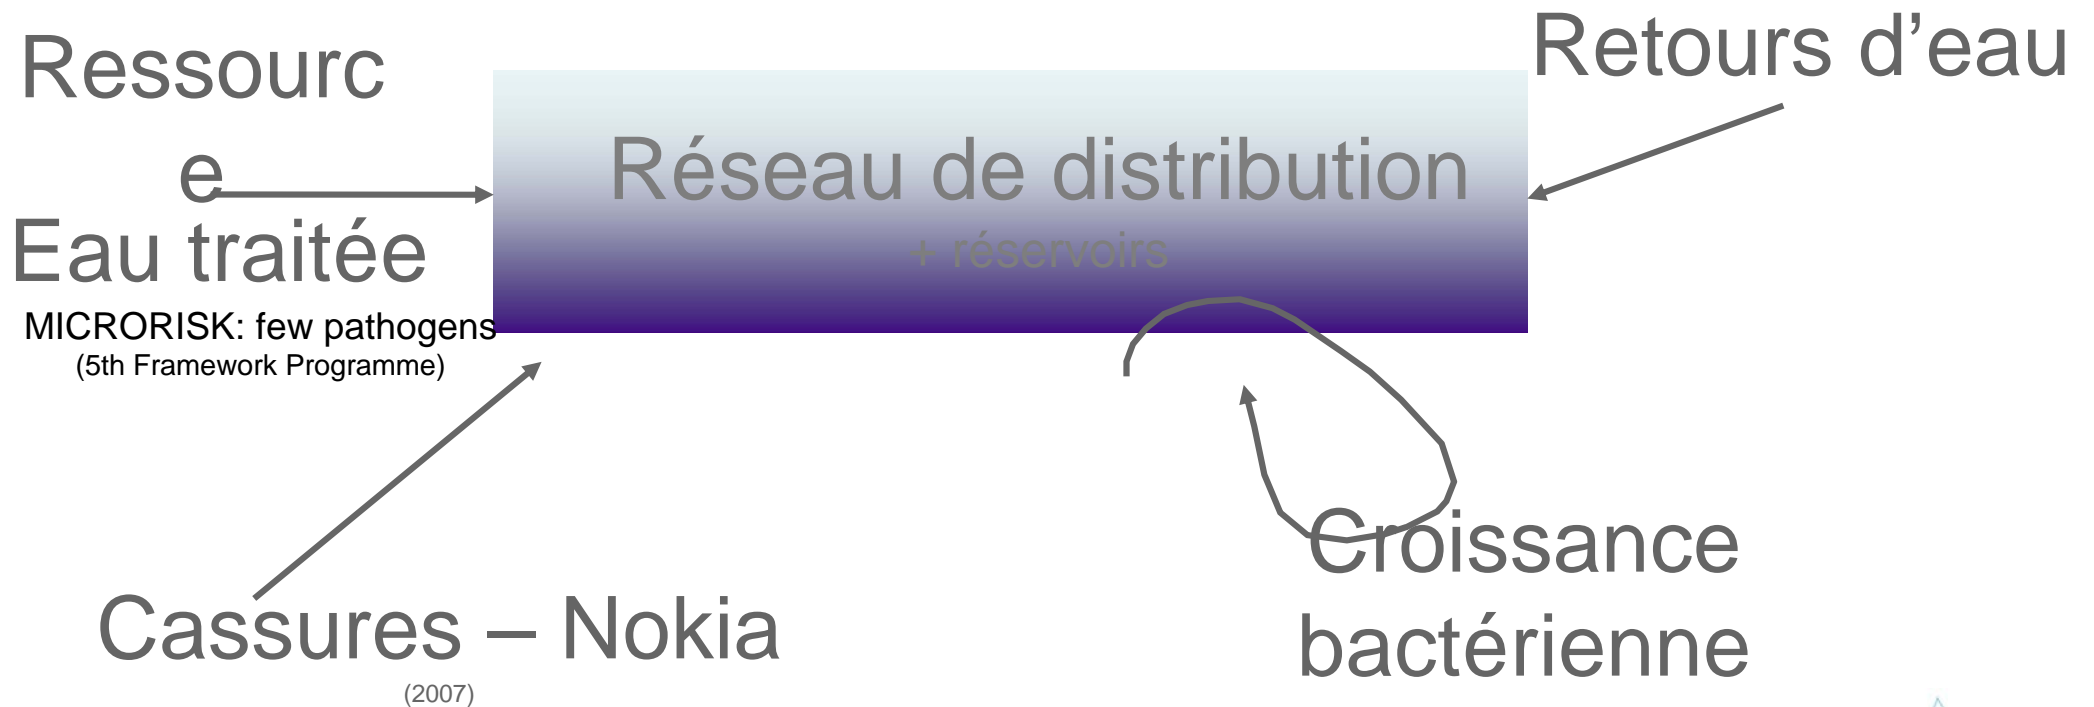 Ressourc
e
Eau traitée
MICRORISK: few pathogens
(5th Framework Programme)
Réseau de distribution
+ réservoirs
Retours d’eau
Cassures – Nokia
(2007)
Croissance
bactérienne